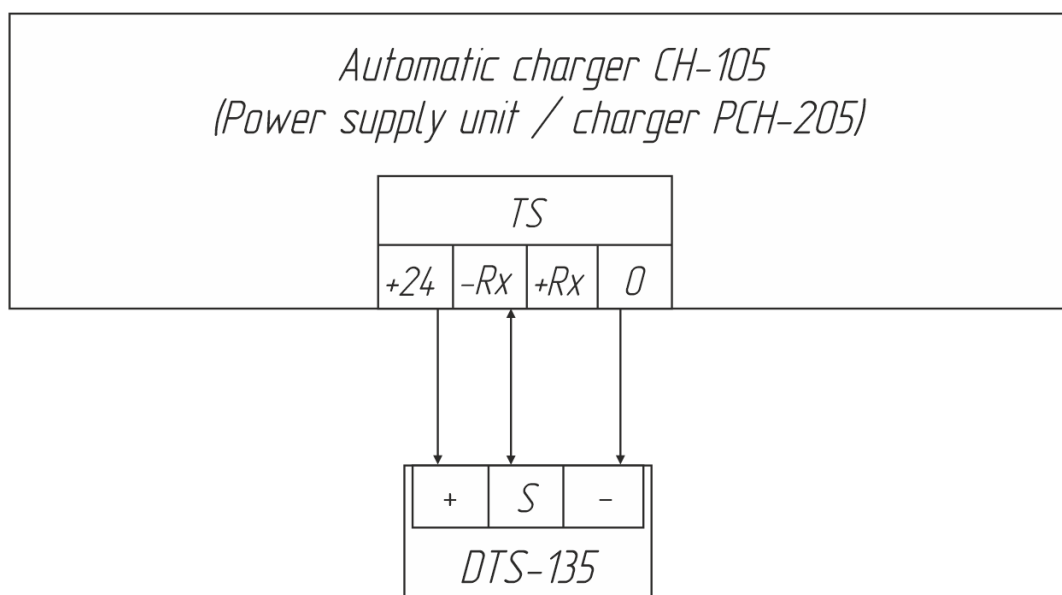 Automatic charger CH-105
(Power supply unit / charger PCH-205)
TS
+24 -Rx +Rx 0
+ S -
DTS-135